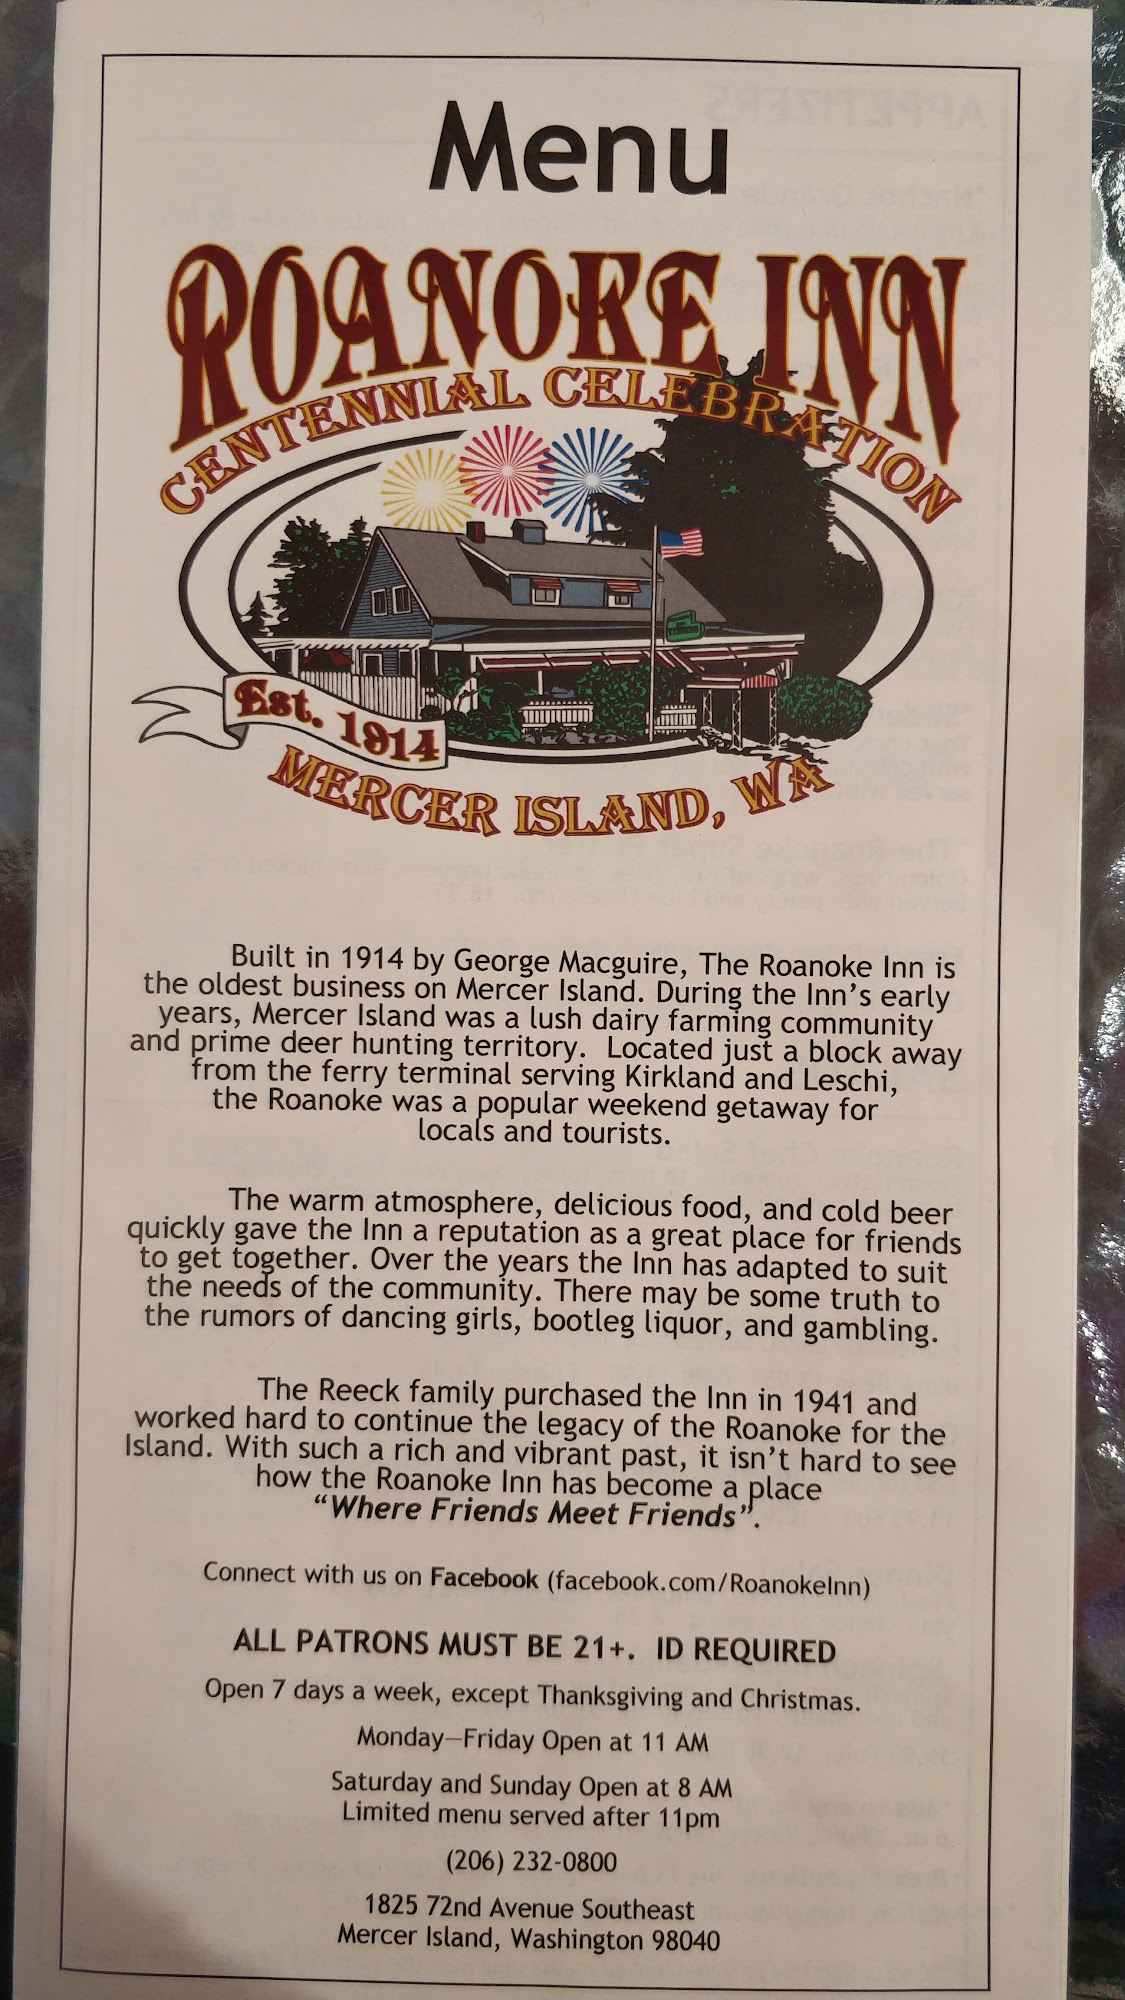 Menu
ROANOKE INN
CENTENNIAL CELEBRATION
Est. 1914
MERCER ISLAND, WA
Built in 1914 by George Macguire, The Roanoke Inn is
the oldest business on Mercer Island. During the Inn's early
years, Mercer Island was a lush dairy farming community
and prime deer hunting territory. Located just a block away
from the ferry terminal serving Kirkland and Leschi,
the Roanoke was a popular weekend getaway for
locals and tourists.
The warm atmosphere, delicious food, and cold beer
quickly gave the Inn a reputation as a great place for friends
to get together. Over the years the Inn has adapted to suit
the needs of the community. There may be some truth to
the rumors of dancing girls, bootleg liquor, and gambling.
The Reeck family purchased the Inn in 1941 and
worked hard to continue the legacy of the Roanoke for the
Island. With such a rich and vibrant past, it isn't hard to see
how the Roanoke Inn has become a place
“Where Friends Meet Friends”.
Connect with us on Facebook (facebook.com/RoanokeInn)
ALL PATRONS MUST BE 21+. ID REQUIRED
Open 7 days a week, except Thanksgiving and Christmas.
Monday—Friday Open at 11 AM
Saturday and Sunday Open at 8 AM
Limited menu served after 11pm
(206) 232-0800
1825 72nd Avenue Southeast
Mercer Island, Washington 98040